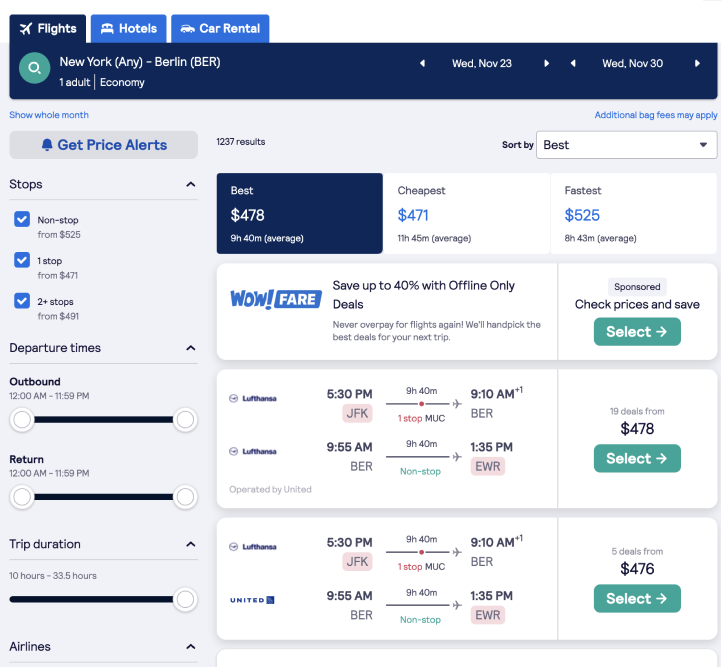 Flights
Hotels
Car Rental
New York (Any) – Berlin (BER)
1 adult | Economy
Wed, Nov 23
Wed, Nov 30
Show whole month
Additional bag fees may apply
Get Price Alerts
1237 results
Sort by
Best
Stops
Non-stop
from $525
1 stop
from $471
2+ stops
from $491
Departure times
Outbound
12:00 AM – 11:59 PM
Return
12:00 AM – 11:59 PM
Trip duration
10 hours – 33.5 hours
Airlines
Best
$478
9h 40m (average)
Cheapest
$471
11h 45m (average)
Fastest
$525
8h 43m (average)
WOW! FARE
Save up to 40% with Offline Only
Deals
Never overpay for flights again! We'll handpick the
best deals for your next trip.
Sponsored
Check prices and save
Select →
Lufthansa
5:30 PM
JFK
9h 40m
1 stop MUC
9:10 AM+1
BER
Lufthansa
9:55 AM
BER
9h 40m
Non-stop
1:35 PM
EWR
Operated by United
19 deals from
$478
Select →
Lufthansa
5:30 PM
JFK
9h 40m
1 stop MUC
9:10 AM+1
BER
UNITED
9:55 AM
BER
9h 40m
Non-stop
1:35 PM
EWR
5 deals from
$476
Select →